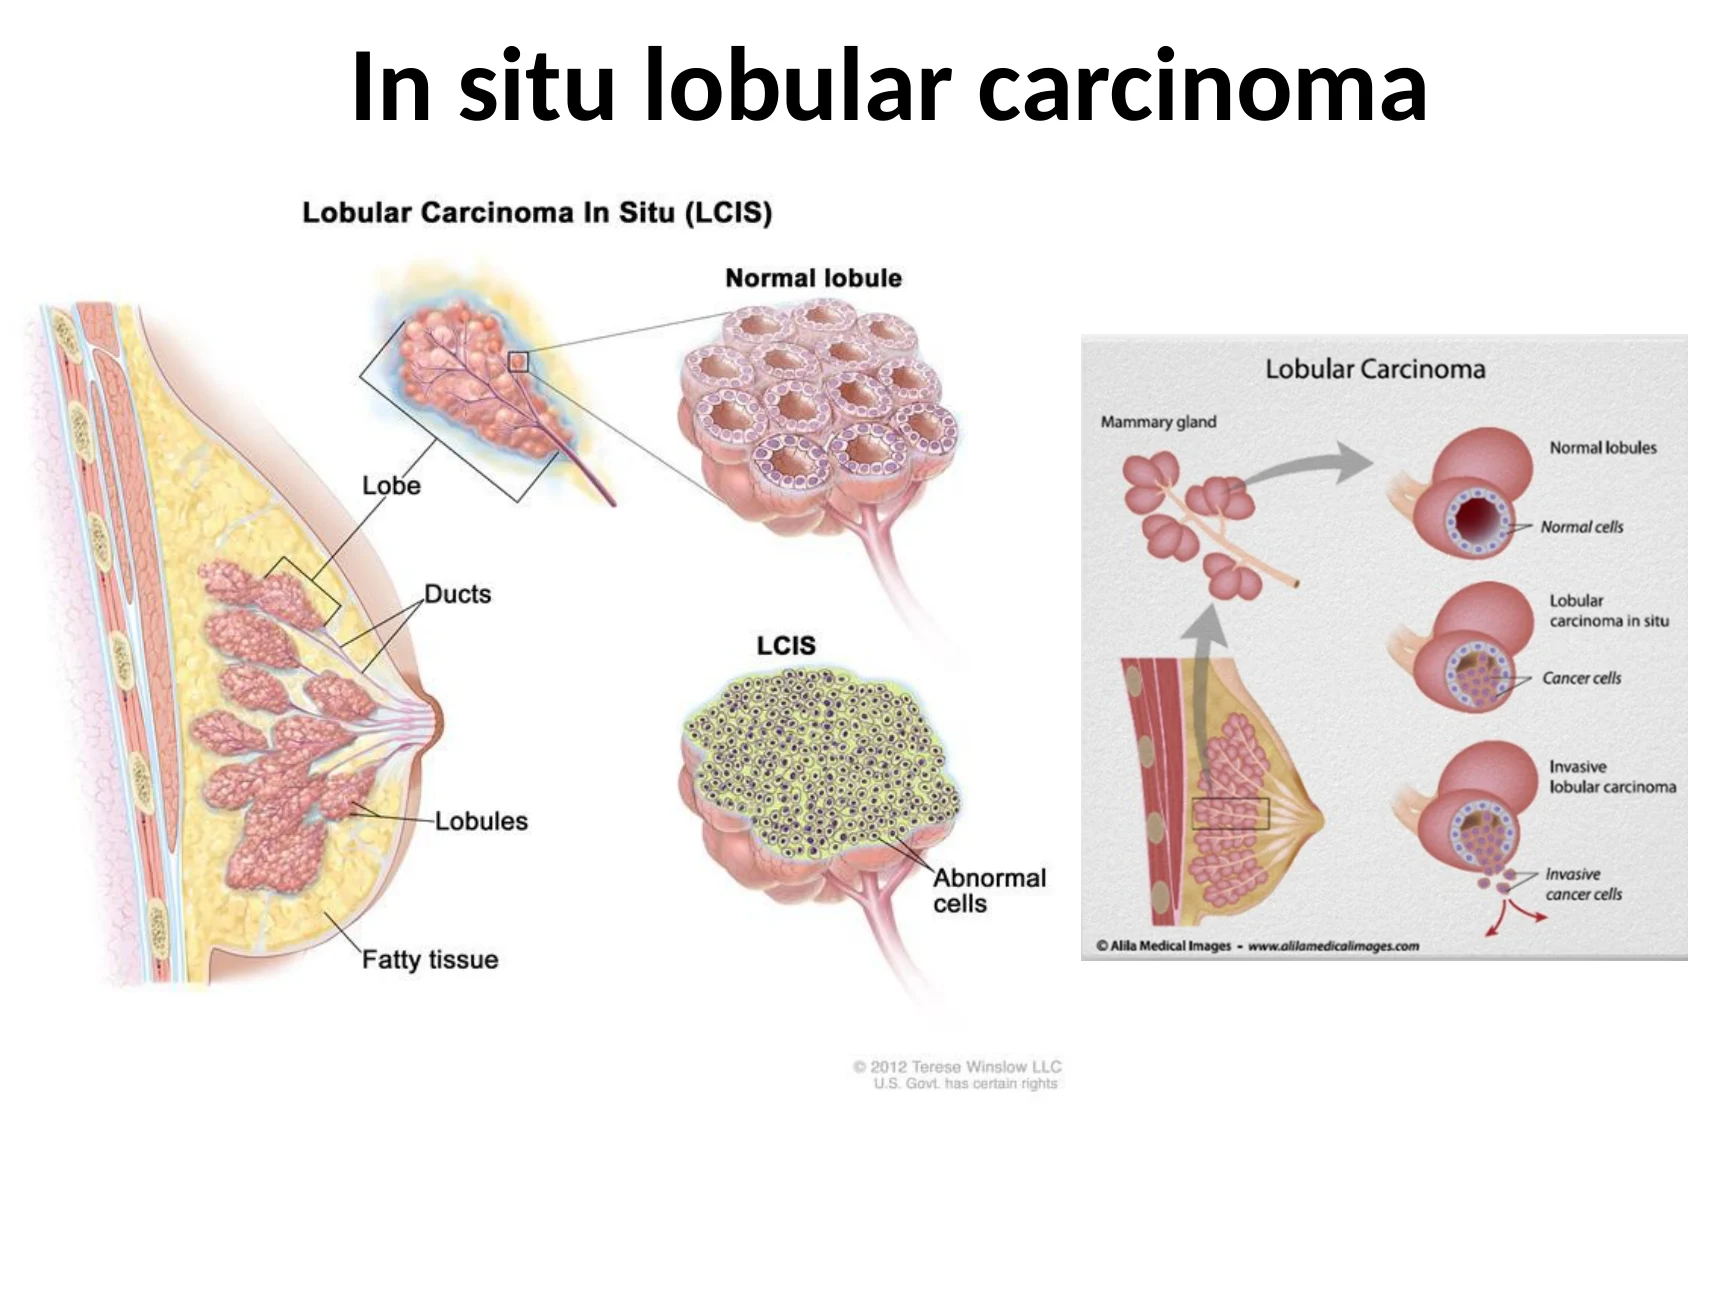 In situ lobular carcinoma
Lobular Carcinoma In Situ (LCIS)
Normal lobule
Lobe
Ducts
LCIS
Lobules
Abnormal
cells
Fatty tissue
© 2012 Terese Winslow LLC
U.S. Govt. has certain rights
Lobular Carcinoma
Mammary gland
Normal lobules
Normal cells
Lobular
carcinoma in situ
Cancer cells
Invasive
lobular carcinoma
Invasive
cancer cells
© Alila Medical Images - www.alilamedicalimages.com